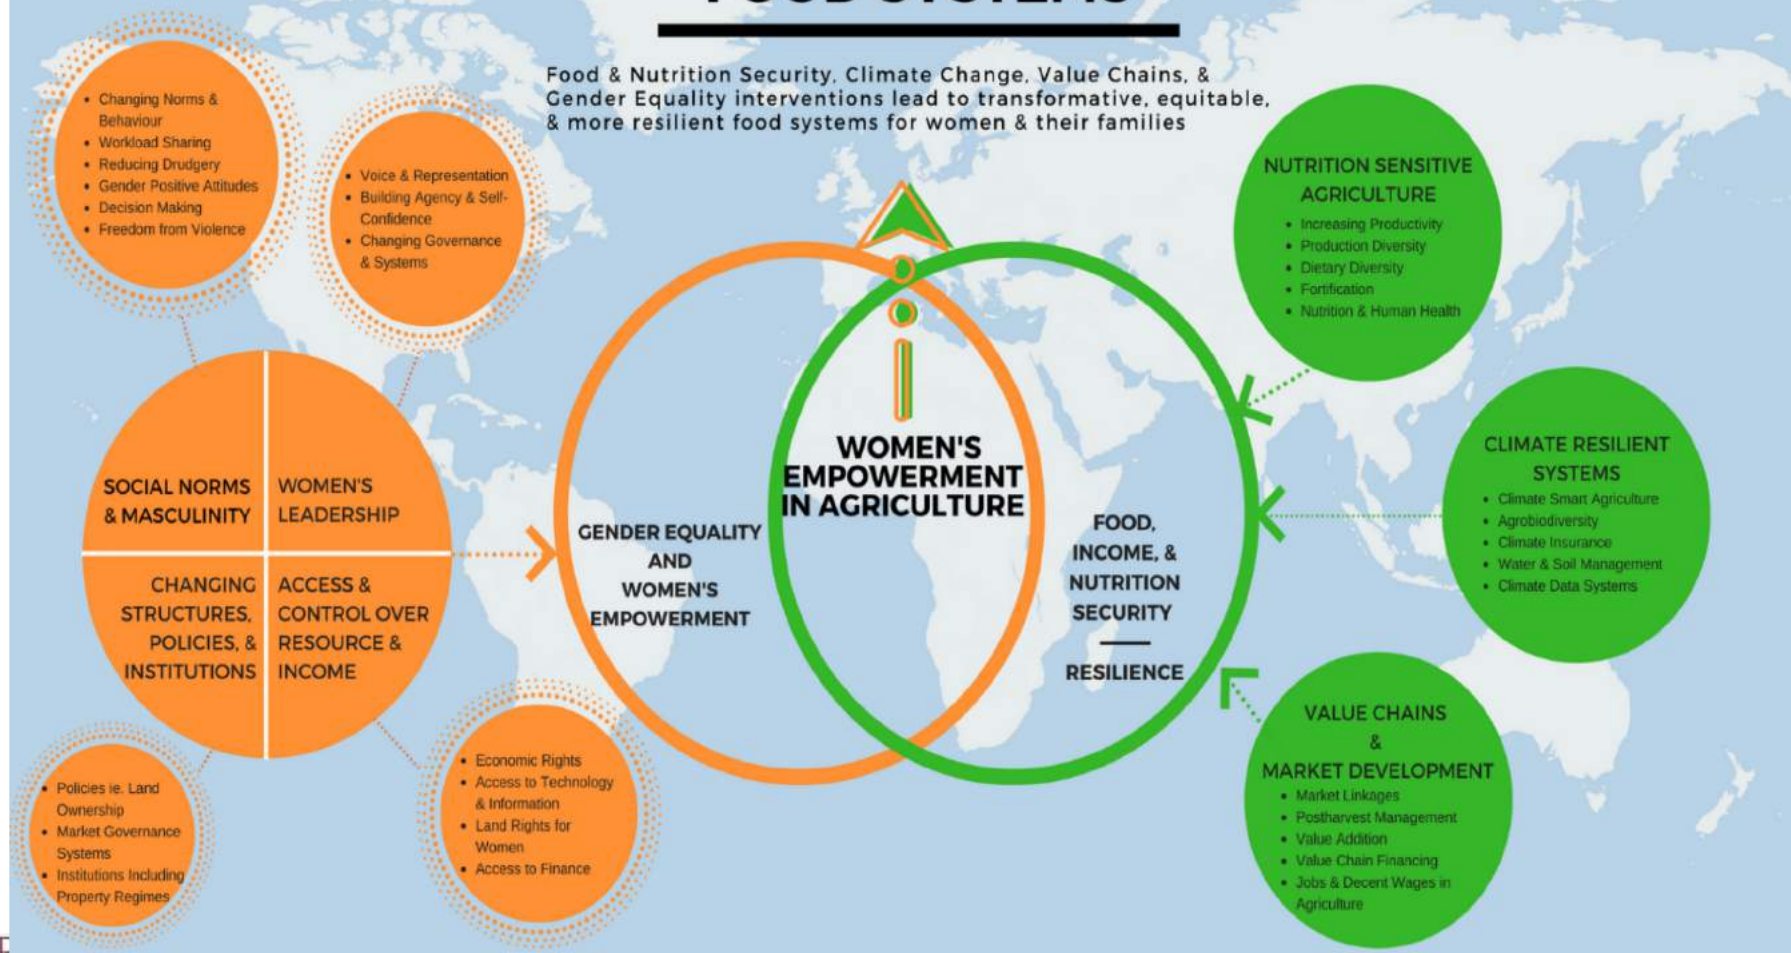 FOOD SYSTEMS
Food & Nutrition Security, Climate Change, Value Chains, &
Gender Equality interventions lead to transformative, equitable,
& more resilient food systems for women & their families
• Changing Norms &
Behaviour
• Workload Sharing
• Reducing Drudgery
• Gender Positive Attitudes
• Decision Making
• Freedom from Violence
• Voice & Representation
• Building Agency & Self-
Confidence
• Changing Governance
& Systems
SOCIAL NORMS
& MASCULINITY
WOMEN'S
LEADERSHIP
CHANGING
STRUCTURES,
POLICIES, &
INSTITUTIONS
ACCESS &
CONTROL OVER
RESOURCE &
INCOME
• Policies ie. Land
Ownership
• Market Governance
Systems
• Institutions Including
Property Regimes
• Economic Rights
• Access to Technology
& Information
• Land Rights for
Women
• Access to Finance
GENDER EQUALITY
AND
WOMEN'S
EMPOWERMENT
WOMEN'S
EMPOWERMENT
IN AGRICULTURE
FOOD,
INCOME, &
NUTRITION
SECURITY
RESILIENCE
NUTRITION SENSITIVE
AGRICULTURE
• Increasing Productivity
• Production Diversity
• Dietary Diversity
• Fortification
• Nutrition & Human Health
CLIMATE RESILIENT
SYSTEMS
• Climate Smart Agriculture
• Agrobiodiversity
• Climate Insurance
• Water & Soil Management
• Climate Data Systems
VALUE CHAINS
&
MARKET DEVELOPMENT
• Market Linkages
• Postharvest Management
• Value Addition
• Value Chain Financing
• Jobs & Decent Wages in
Agriculture